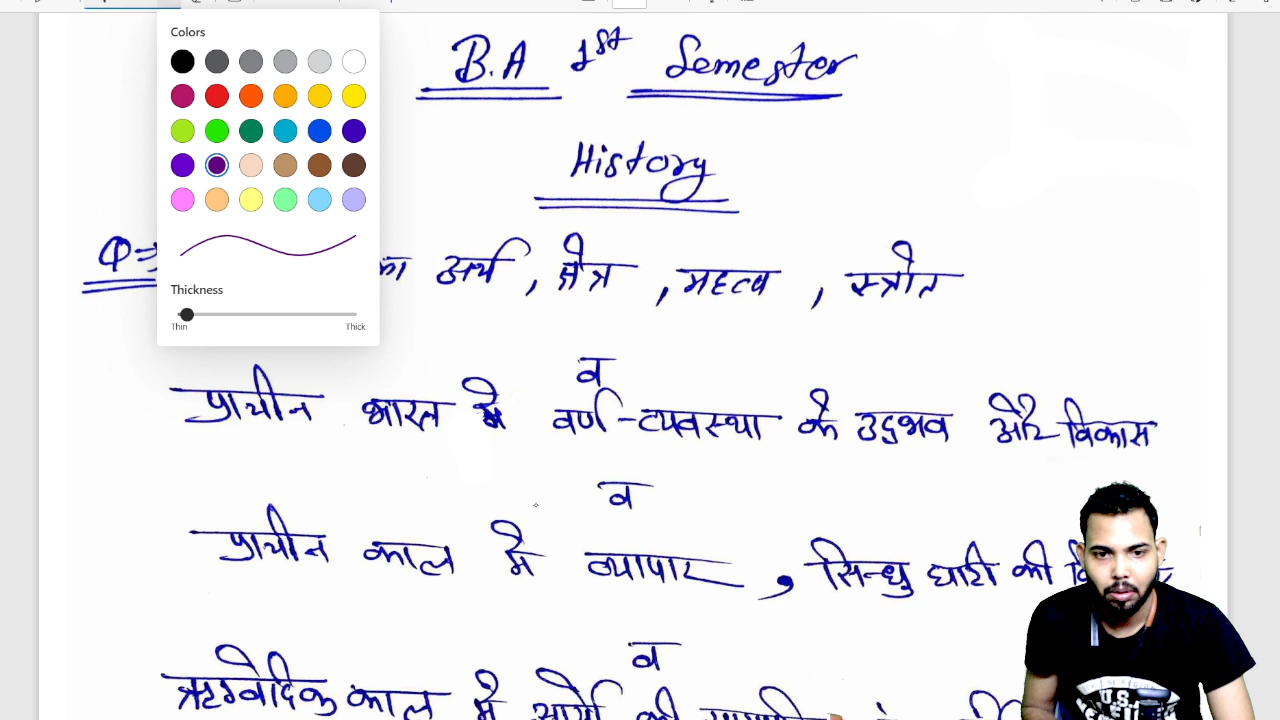 Colors
B.A 1st Semester
History
Thickness
Thin Thick
Q⇒ का अर्थ, क्षेत्र, महत्व, स्त्रोत
व
प्राचीन भारत मे वर्ण-व्यवस्था के उद्भव और विकास
व
प्राचीन काल मे व्यापार, सिन्धु घाटी की
व
ऋग्वेदिक काल मे आर्यो की
U.S.